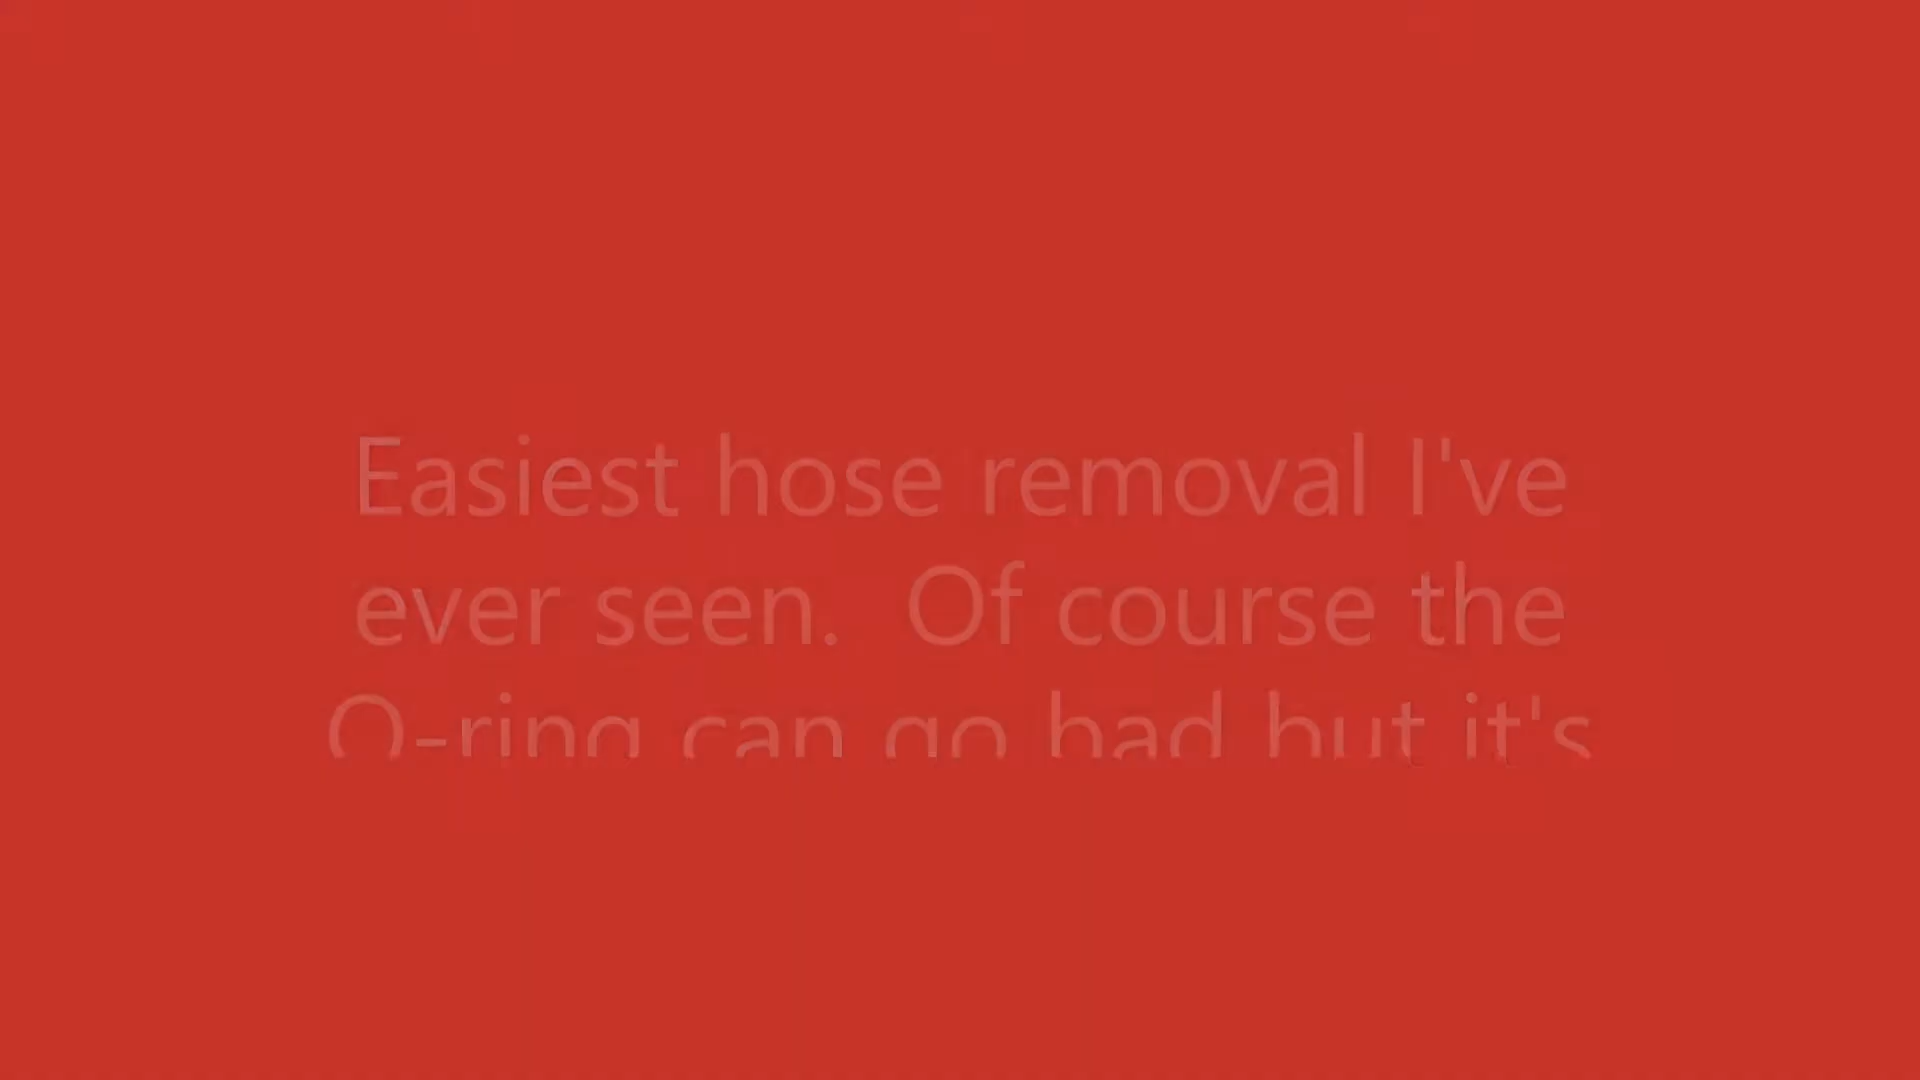 Easiest hose removal I've
ever seen.  Of course the
O-ring can go bad but it's